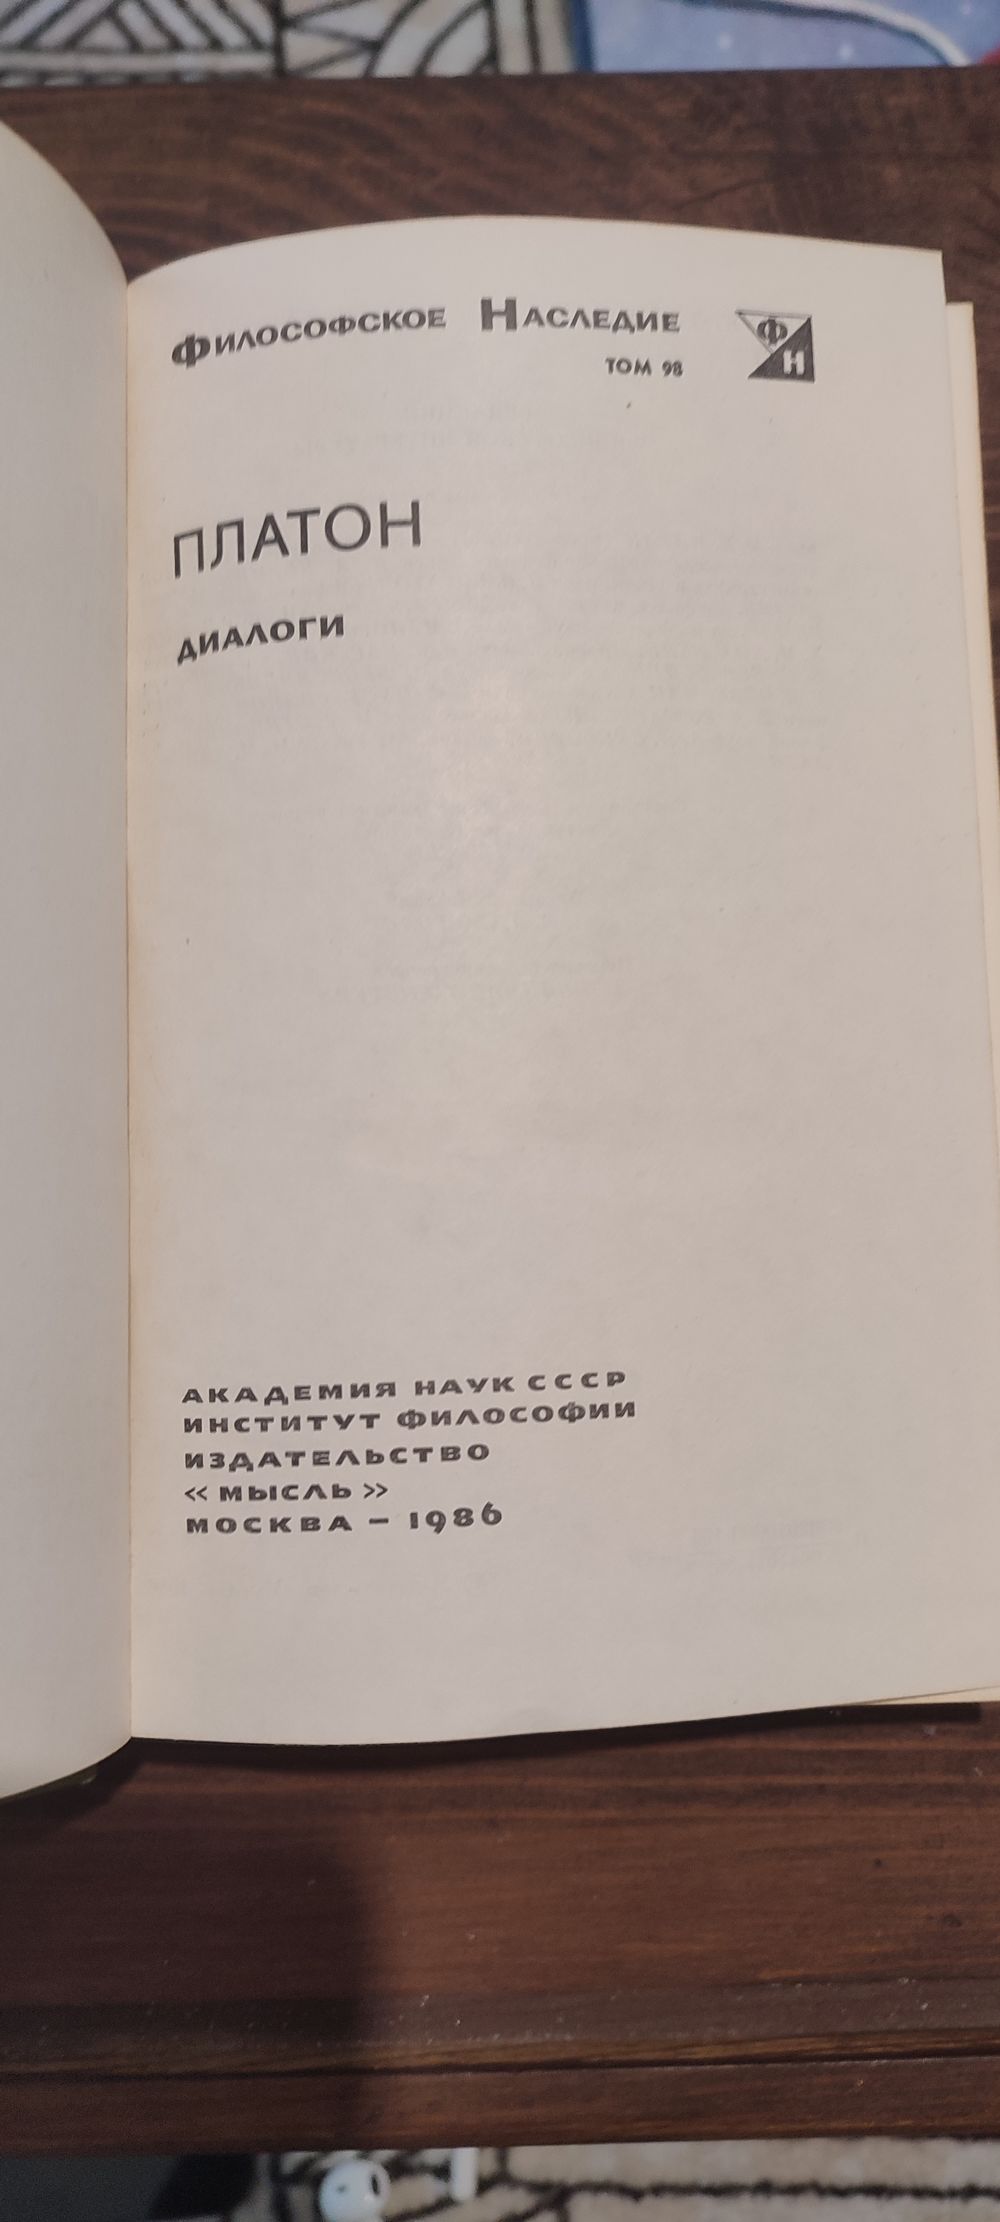 Философское Наследие
ТОМ 98
ФН
ПЛАТОН
ДИАЛОГИ
АКАДЕМИЯ НАУК СССР
ИНСТИТУТ ФИЛОСОФИИ
ИЗДАТЕЛЬСТВО
«МЫСЛЬ»
МОСКВА – 1986